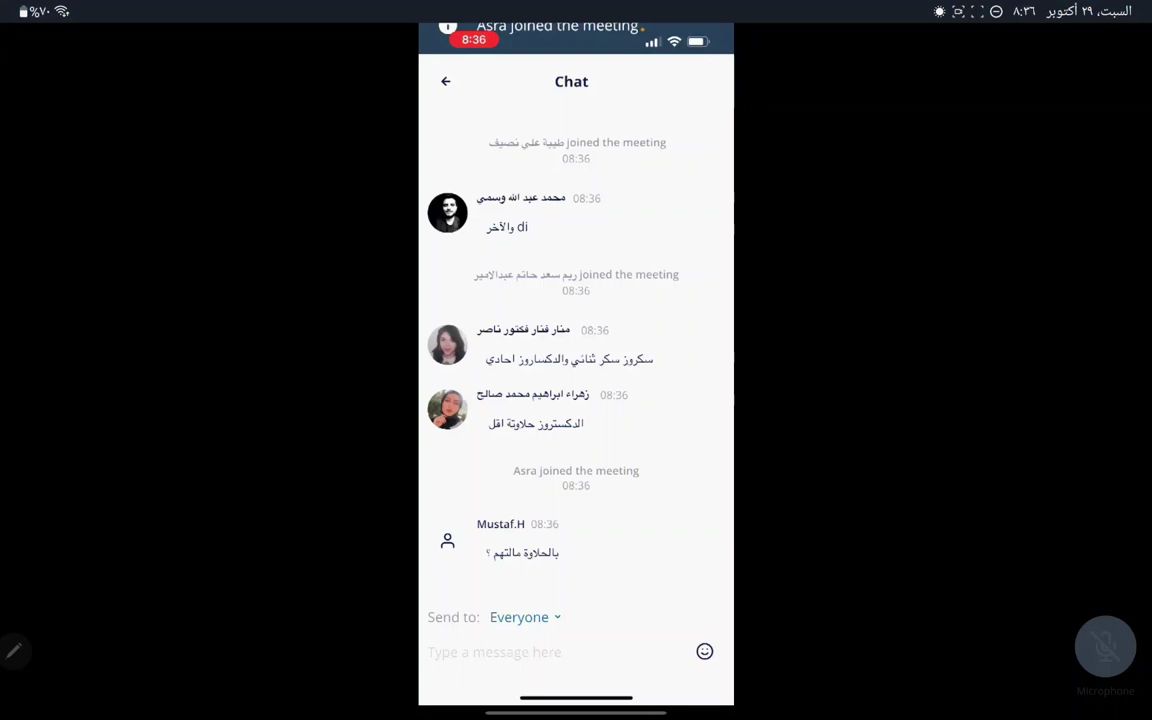 السبت، ٢٩ أكتوبر ٨:٣٦
٪٧٠
Asra joined the meeting
8:36
Chat
طيبة علي نصيف joined the meeting
08:36
محمد عبد الله وسمي 08:36
di والآخر
ريم سعد حاتم عبدالامير joined the meeting
08:36
منار فنار فكتور ناصر 08:36
سكروز سكر ثنائي والدكساروز احادي
زهراء ابراهيم محمد صالح 08:36
الدكستروز حلاوتة اقل
Asra joined the meeting
08:36
Mustaf.H 08:36
بالحلاوة مالتهم ؟
Send to: Everyone
Type a message here
Microphone